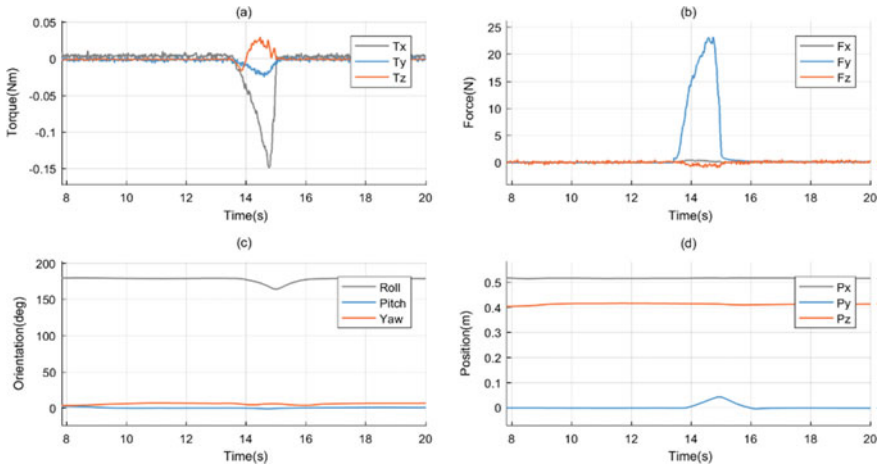 (a)
0.05
0
-0.05
-0.1
-0.15
Torque(Nm)
Tx
Ty
Tz
8 10 12 14 16 18 20
Time(s)
(b)
25
20
15
10
5
0
Force(N)
Fx
Fy
Fz
8 10 12 14 16 18 20
Time(s)
(c)
200
150
100
50
0
Orientation(deg)
Roll
Pitch
Yaw
8 10 12 14 16 18 20
Time(s)
(d)
0.5
0.4
0.3
0.2
0.1
0
Position(m)
Px
Py
Pz
8 10 12 14 16 18 20
Time(s)